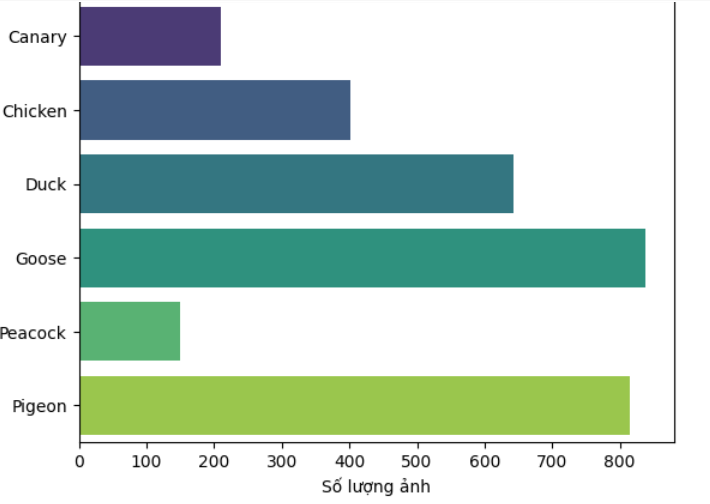 Canary
Chicken
Duck
Goose
Peacock
Pigeon
0 100 200 300 400 500 600 700 800
Số lượng ảnh